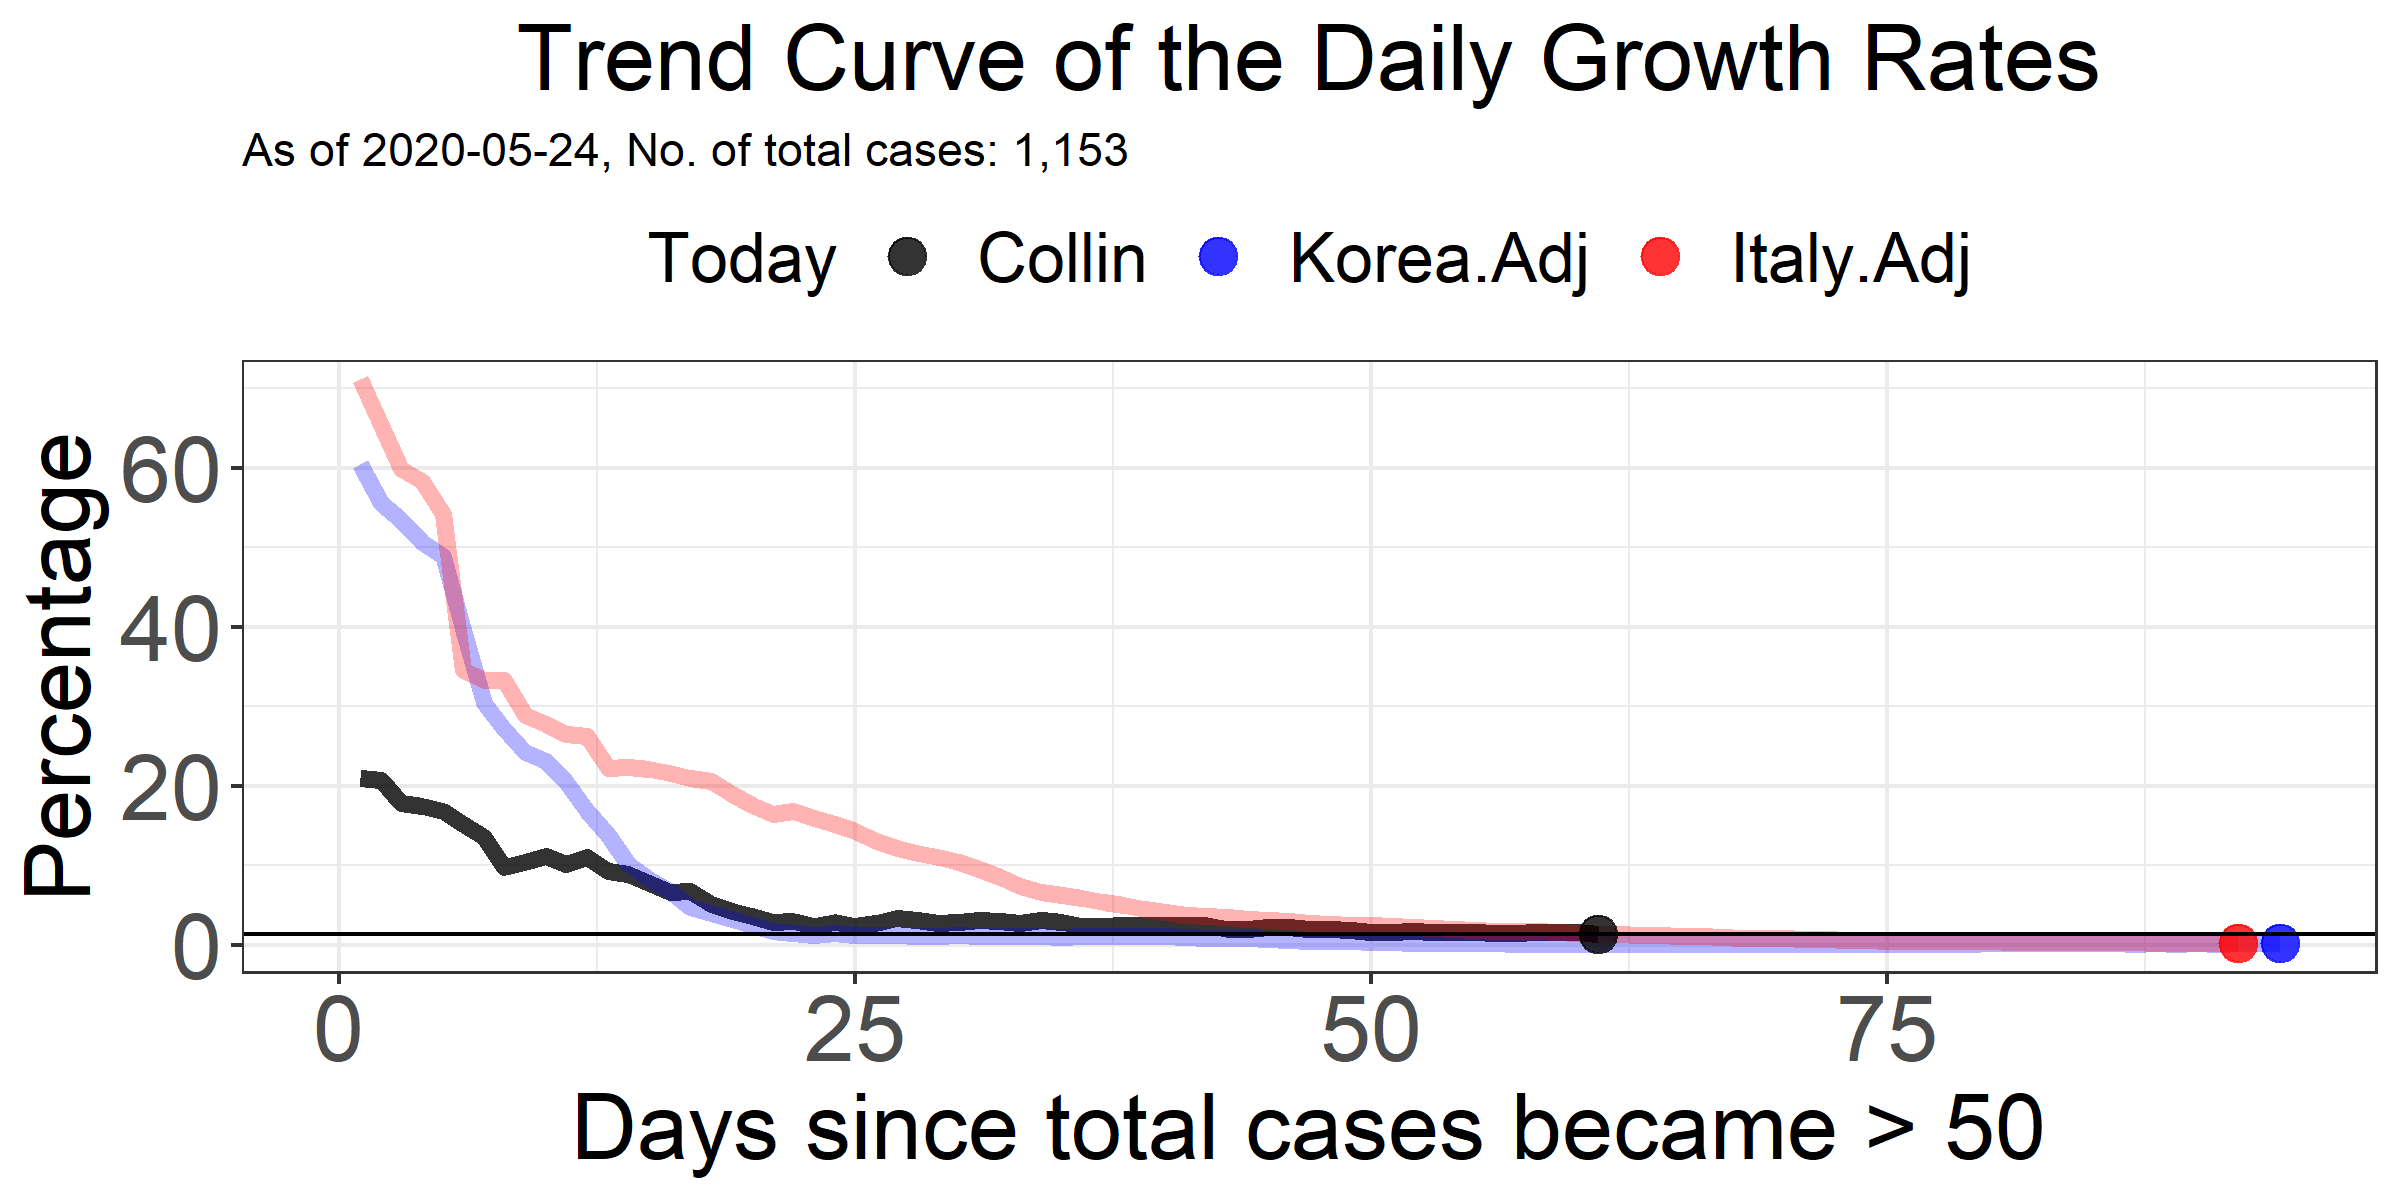 Trend Curve of the Daily Growth Rates
As of 2020-05-24, No. of total cases: 1,153
Today Collin Korea.Adj Italy.Adj
Percentage
60
40
20
0
0 25 50 75
Days since total cases became > 50